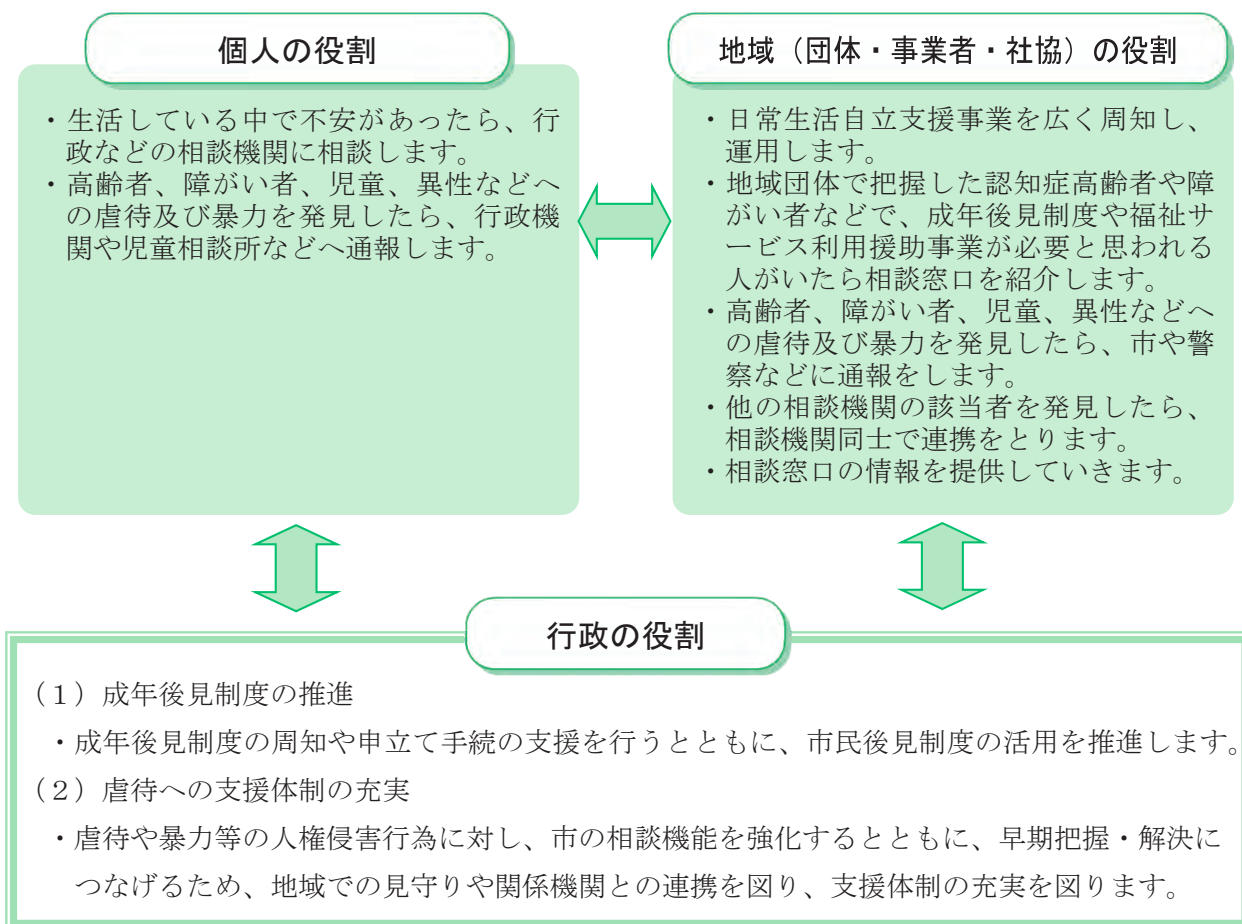 個人の役割
・生活している中で不安があったら、行
政などの相談機関に相談します。
・高齢者、障がい者、児童、異性などへ
の虐待及び暴力を発見したら、行政機
関や児童相談所などへ通報します。
地域（団体・事業者・社協）の役割
・日常生活自立支援事業を広く周知し、
運用します。
・地域団体で把握した認知症高齢者や障
がい者などで、成年後見制度や福祉サ
ービス利用援助事業が必要と思われる
人がいたら相談窓口を紹介します。
・高齢者、障がい者、児童、異性などへ
の虐待及び暴力を発見したら、市や警
察などに通報をします。
・他の相談機関の該当者を発見したら、
相談機関同士で連携をとります。
・相談窓口の情報を提供していきます。
行政の役割
（１）成年後見制度の推進
・成年後見制度の周知や申立て手続の支援を行うとともに、市民後見制度の活用を推進します。
（２）虐待への支援体制の充実
・虐待や暴力等の人権侵害行為に対し、市の相談機能を強化するとともに、早期把握・解決に
つなげるため、地域での見守りや関係機関との連携を図り、支援体制の充実を図ります。